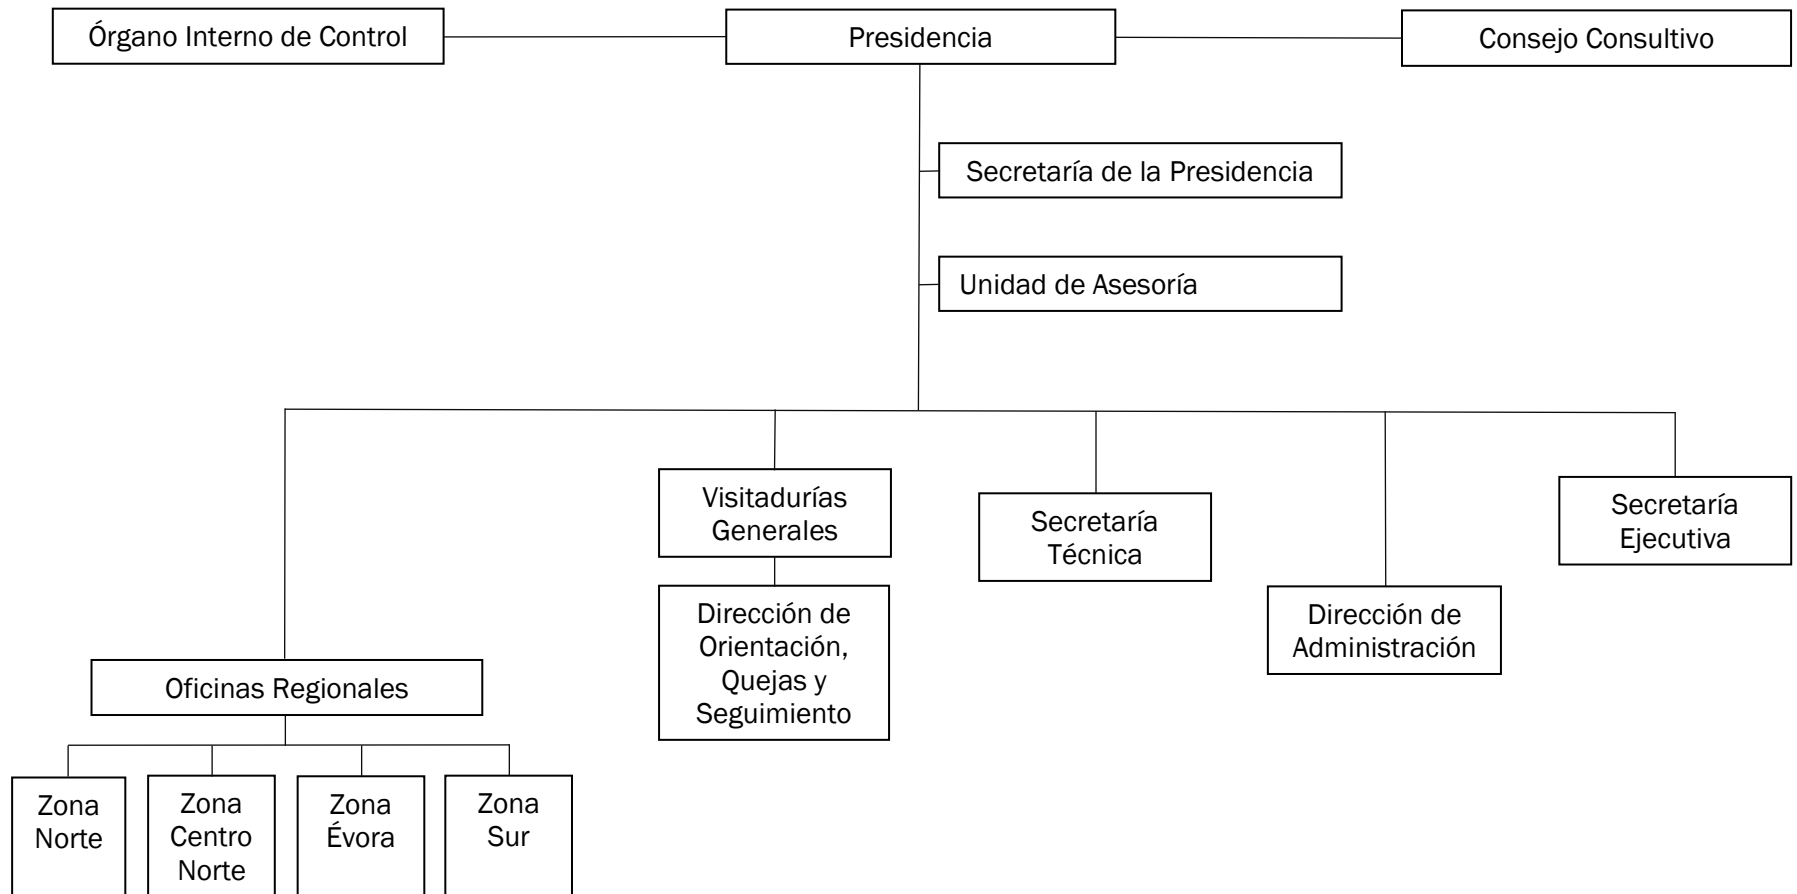 Órgano Interno de Control
Presidencia
Consejo Consultivo
Secretaría de la Presidencia
Unidad de Asesoría
Visitadurías
Generales
Secretaría
Técnica
Secretaría
Ejecutiva
Dirección de
Orientación,
Quejas y
Seguimiento
Dirección de
Administración
Oficinas Regionales
Zona
Norte
Zona
Centro
Norte
Zona
Évora
Zona
Sur